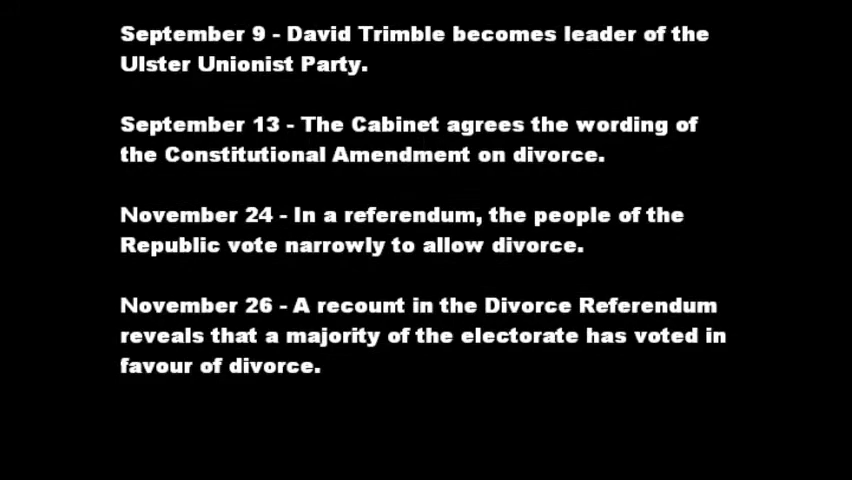 September 9 - David Trimble becomes leader of the
Ulster Unionist Party.
September 13 - The Cabinet agrees the wording of
the Constitutional Amendment on divorce.
November 24 - In a referendum, the people of the
Republic vote narrowly to allow divorce.
November 26 - A recount in the Divorce Referendum
reveals that a majority of the electorate has voted in
favour of divorce.